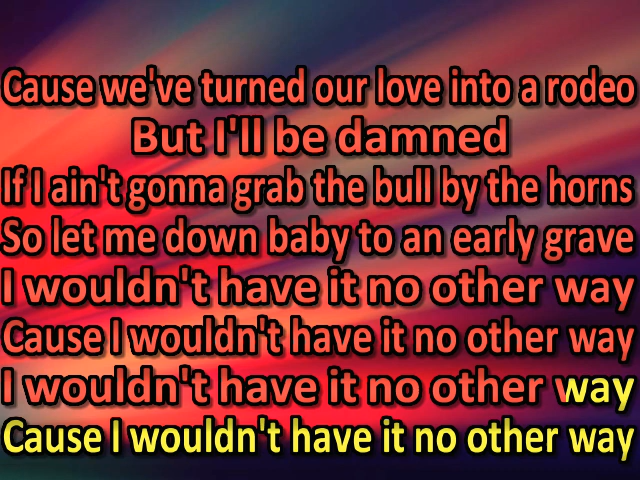 Cause we've turned our love into a rodeo
But I'll be damned
If I ain't gonna grab the bull by the horns
So let me down baby to an early grave
I wouldn't have it no other way
Cause I wouldn't have it no other way
I wouldn't have it no other way
Cause I wouldn't have it no other way